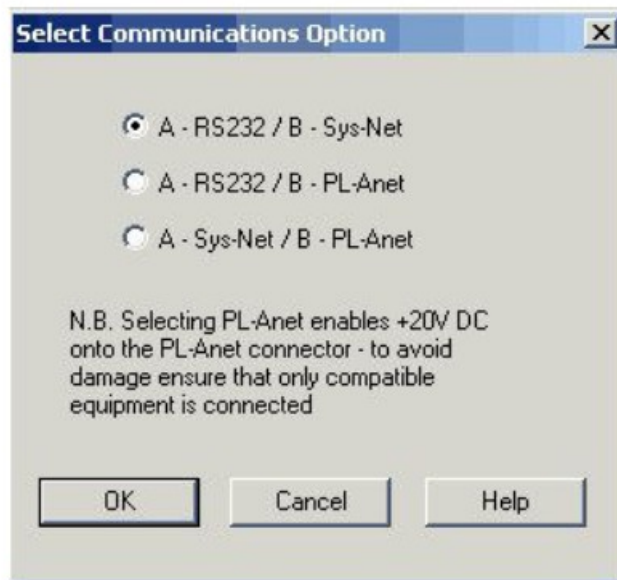 Select Communications Option
A - RS232 / B - Sys-Net
A - RS232 / B - PL-Anet
A - Sys-Net / B - PL-Anet
N.B. Selecting PL-Anet enables +20V DC
onto the PL-Anet connector - to avoid
damage ensure that only compatible
equipment is connected
OK
Cancel
Help